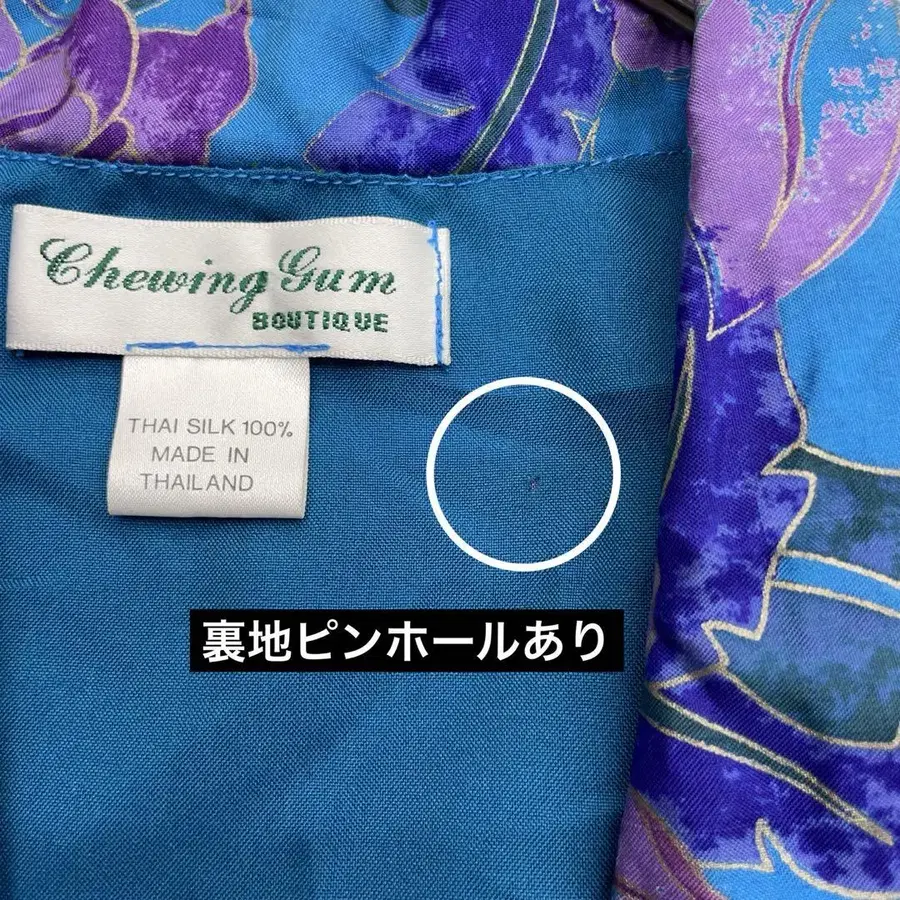 Chewing Gum
BOUTIQUE
THAI SILK 100%
MADE IN
THAILAND
裏地ピンホールあり